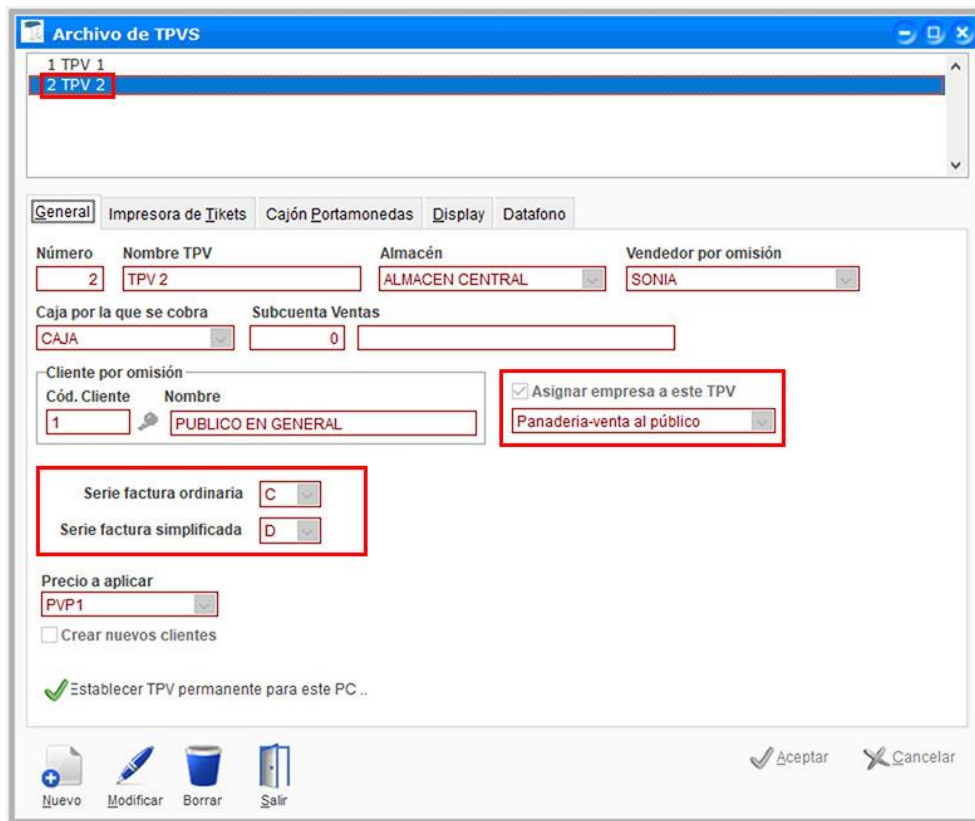 Archivo de TPVS
1 TPV 1
2 TPV 2
General Impresora de Tikets Cajón Portamonedas Display Datafono
Número Nombre TPV Almacén Vendedor por omisión
2 TPV 2 ALMACEN CENTRAL SONIA
Caja por la que se cobra Subcuenta Ventas
CAJA 0
Cliente por omisión
Cód. Cliente Nombre
1 PUBLICO EN GENERAL
Asignar empresa a este TPV
Panaderia-venta al público
Serie factura ordinaria C
Serie factura simplificada D
Precio a aplicar
PVP1
Crear nuevos clientes
Establecer TPV permanente para este PC ..
Nuevo Modificar Borrar Salir Aceptar Cancelar